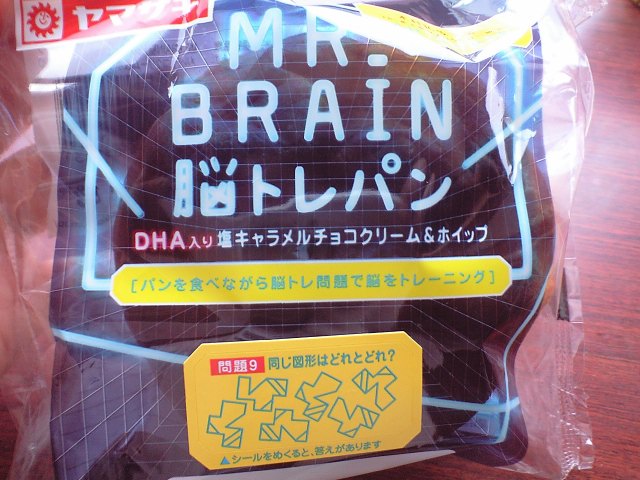 ヤマザキ
MR.
BRAIN
脳トレパン
DHA入り 塩キャラメルチョコクリーム&ホイップ
[パンを食べながら脳トレ問題で脳をトレーニング]
問題9 同じ図形はどれとどれ?
▲シールをめくると、答えがあります